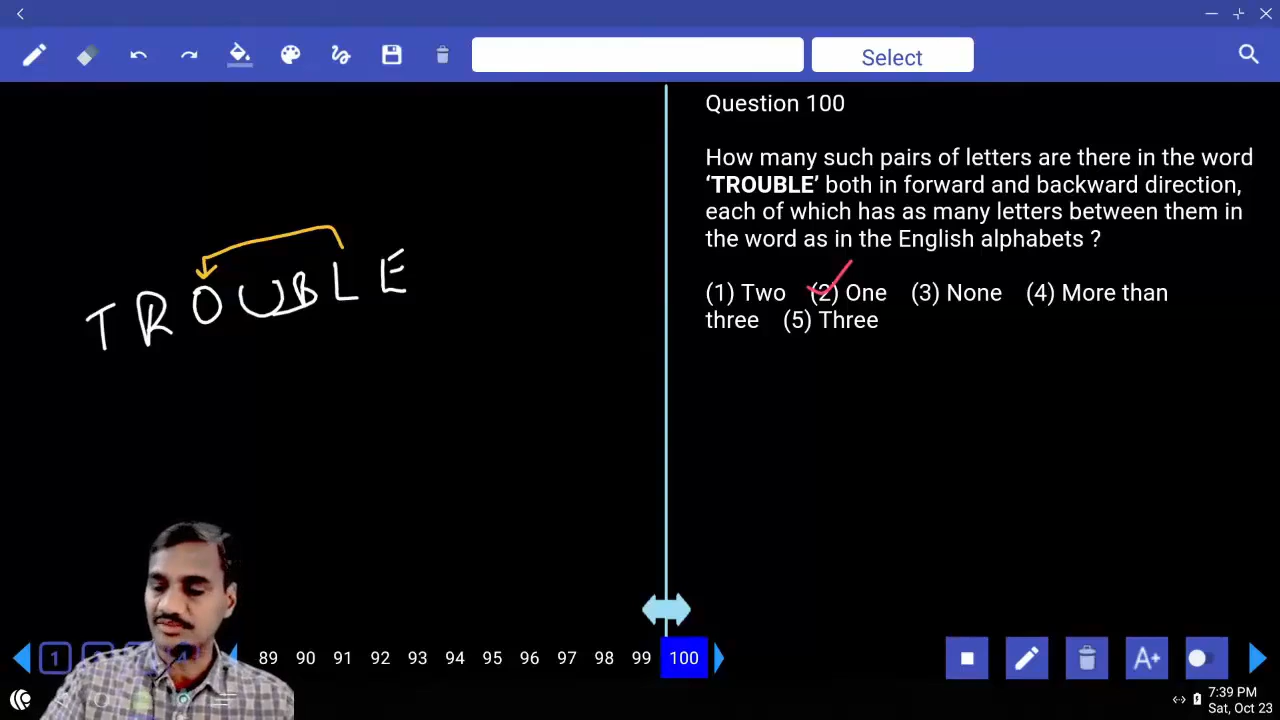 Select
Question 100
How many such pairs of letters are there in the word
‘TROUBLE’ both in forward and backward direction,
each of which has as many letters between them in
the word as in the English alphabets ?
TROUBLE
(1) Two (2) One (3) None (4) More than
three (5) Three
1 89 90 91 92 93 94 95 96 97 98 99 100 A+
7:39 PM
Sat, Oct 23